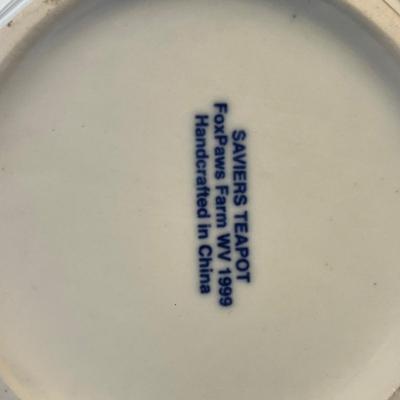 SAVIERS TEAPOT
FoxPaws Farm WV 1999
Handcrafted in China